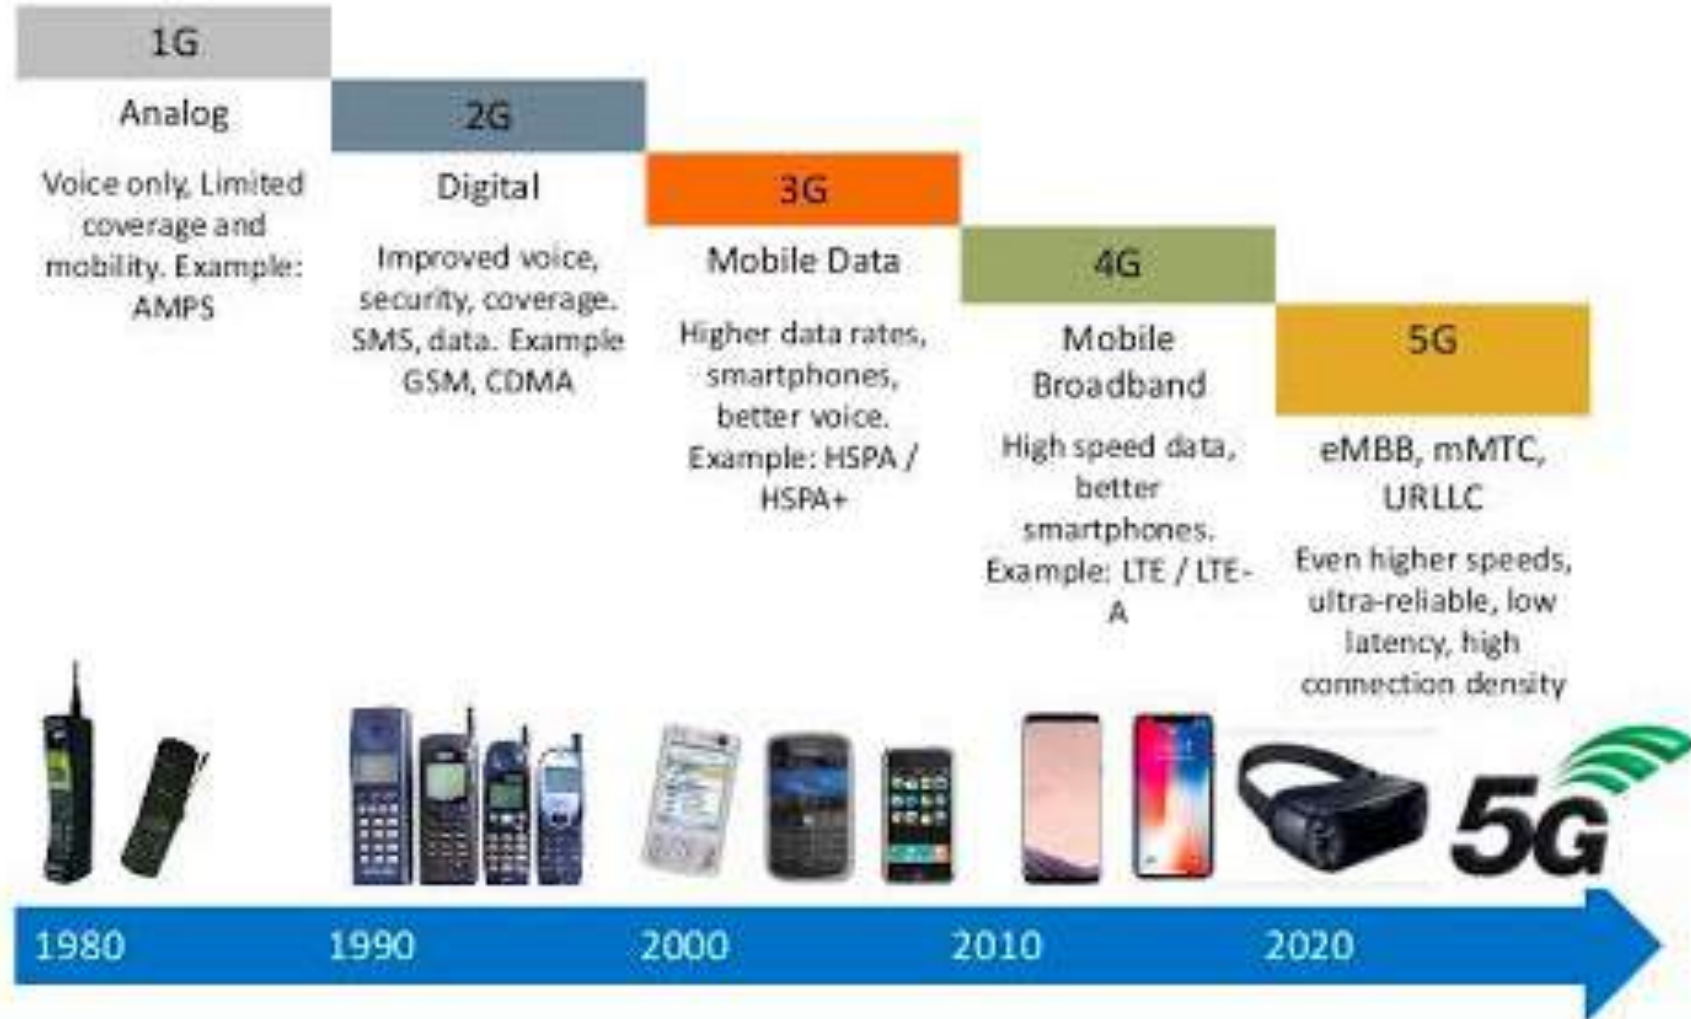 1G
Analog
Voice only, Limited
coverage and
mobility. Example:
AMPS
2G
Digital
Improved voice,
security, coverage.
SMS, data. Example
GSM, CDMA
3G
Mobile Data
Higher data rates,
smartphones,
better voice.
Example: HSPA /
HSPA+
4G
Mobile
Broadband
High speed data,
better
smartphones.
Example: LTE / LTE-
A
5G
eMBB, mMTC,
URLLC
Even higher speeds,
ultra-reliable, low
latency, high
connection density
5G
1980
1990
2000
2010
2020